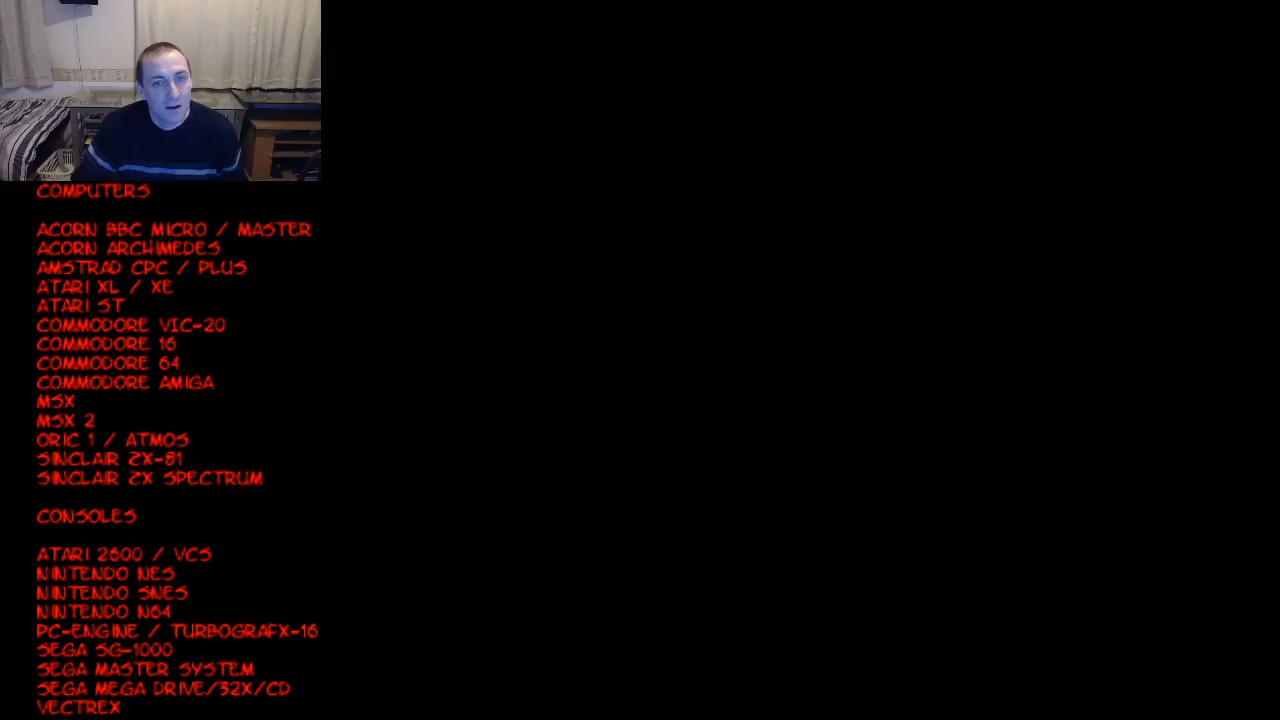 COMPUTERS
ACORN BBC MICRO / MASTER
ACORN ARCHIMEDES
AMSTRAD CPC / PLUS
ATARI XL / XE
ATARI ST
COMMODORE VIC-20
COMMODORE 16
COMMODORE 64
COMMODORE AMIGA
MSX
MSX 2
ORIC 1 / ATMOS
SINCLAIR ZX-81
SINCLAIR ZX SPECTRUM
CONSOLES
ATARI 2600 / VCS
NINTENDO NES
NINTENDO SNES
NINTENDO N64
PC-ENGINE / TURBOGRAFX-16
SEGA SG-1000
SEGA MASTER SYSTEM
SEGA MEGA DRIVE/32X/CD
VECTREX